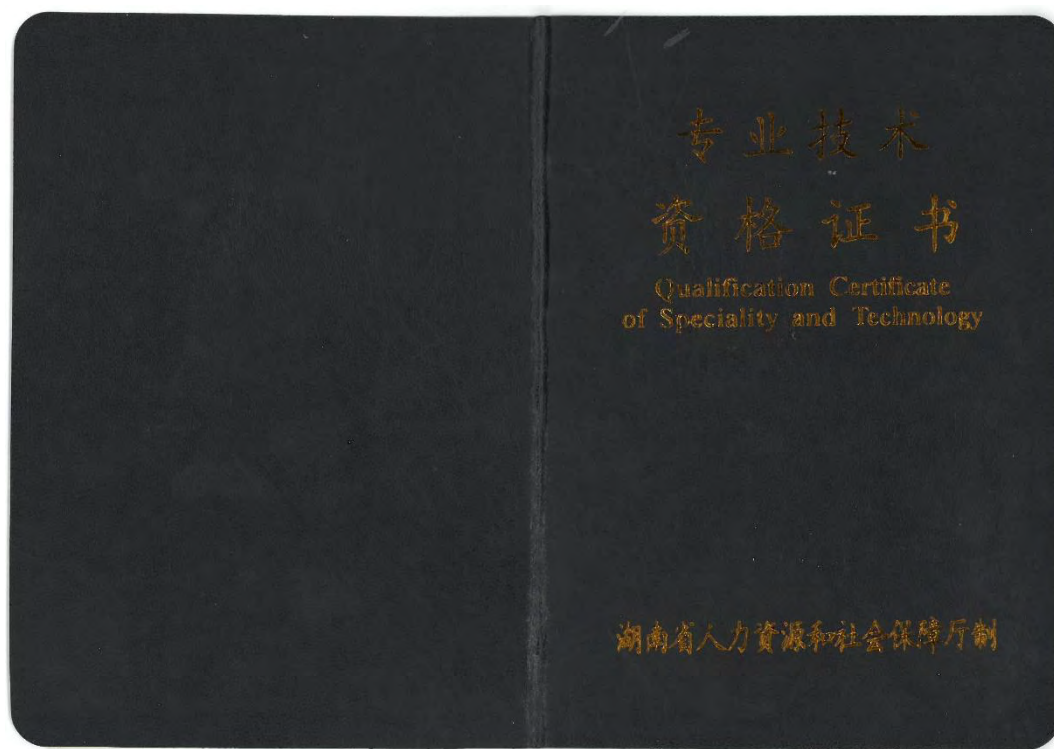 专业技术
资格证书
Qualification Certificate
of Speciality and Technology
湖南省人力資源和社会保障厅制